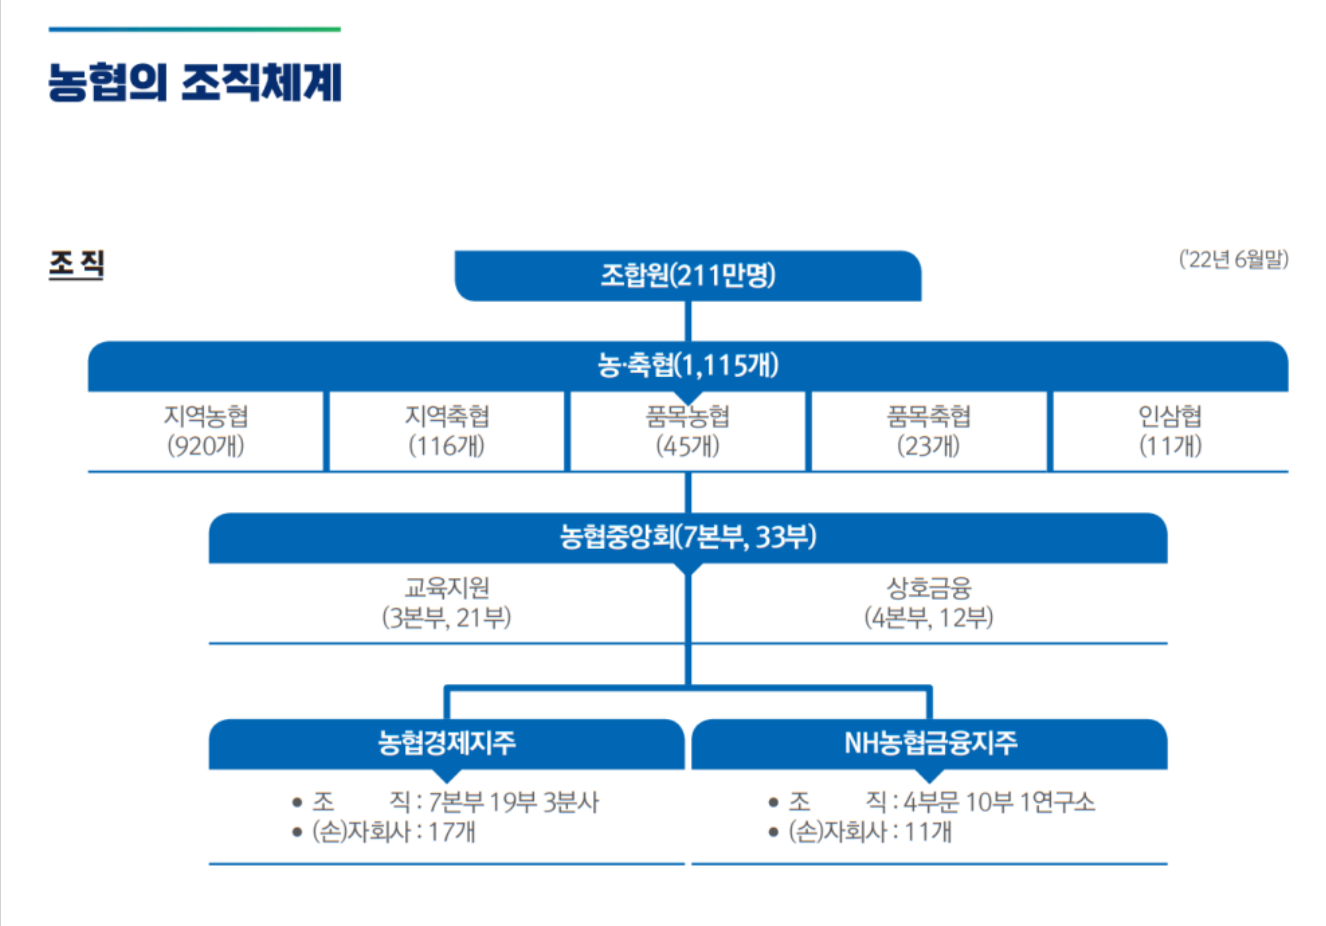 농협의 조직체계
조 직
('22년 6월말)
조합원(211만명)
농·축협(1,115개)
지역농협
(920개)
지역축협
(116개)
품목농협
(45개)
품목축협
(23개)
인삼협
(11개)
농협중앙회(7본부, 33부)
교육지원
(3본부, 21부)
상호금융
(4본부, 12부)
농협경제지주
• 조 직 : 7본부 19부 3분사
• (손)자회사 : 17개
NH농협금융지주
• 조 직 : 4부문 10부 1연구소
• (손)자회사 : 11개